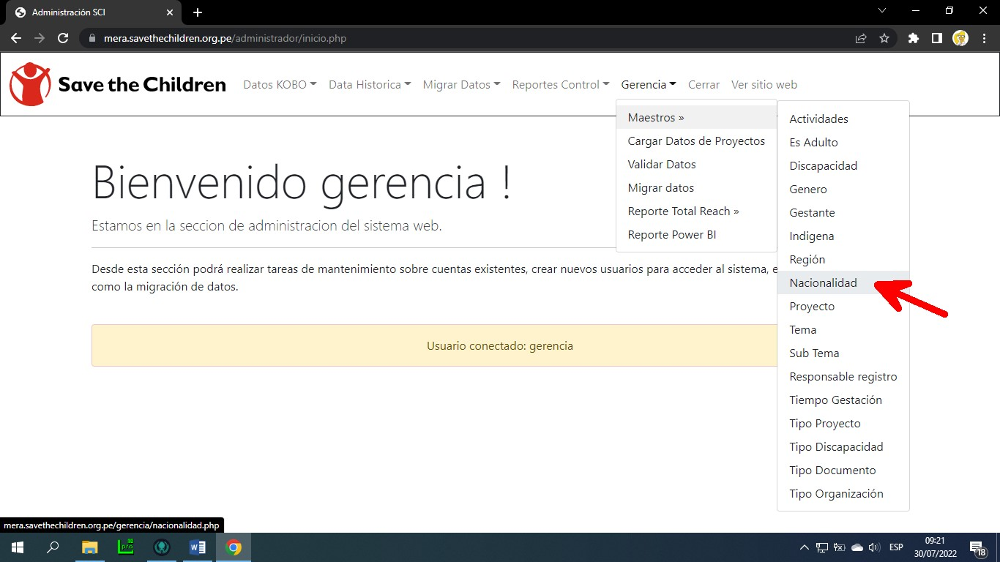 Administración SCI
mera.savethechildren.org.pe/administrador/inicio.php
Save the Children
Datos KOBO
Data Historica
Migrar Datos
Reportes Control
Gerencia
Cerrar
Ver sitio web
Maestros »
Cargar Datos de Proyectos
Validar Datos
Migrar datos
Reporte Total Reach »
Reporte Power BI
Actividades
Es Adulto
Discapacidad
Genero
Gestante
Indigena
Región
Nacionalidad
Proyecto
Tema
Sub Tema
Responsable registro
Tiempo Gestación
Tipo Proyecto
Tipo Discapacidad
Tipo Documento
Tipo Organización
Bienvenido gerencia !
Estamos en la seccion de administracion del sistema web.
Desde esta sección podrá realizar tareas de mantenimiento sobre cuentas existentes, crear nuevos usuarios para acceder al sistema, e
como la migración de datos.
Usuario conectado: gerencia
mera.savethechildren.org.pe/gerencia/nacionalidad.php
ESP
09:21
30/07/2022
18